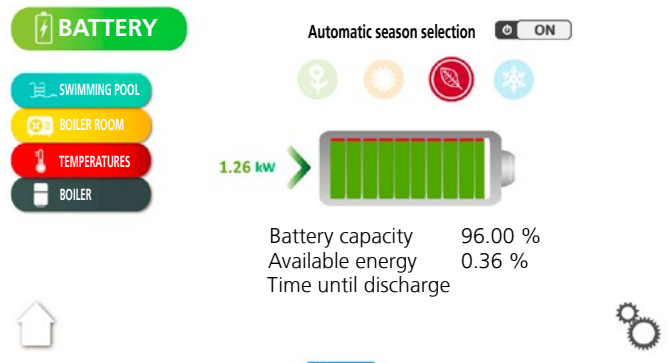 BATTERY
Automatic season selection ON
SWIMMING POOL
BOILER ROOM
TEMPERATURES
BOILER
1.26 kW
Battery capacity 96.00 %
Available energy 0.36 %
Time until discharge